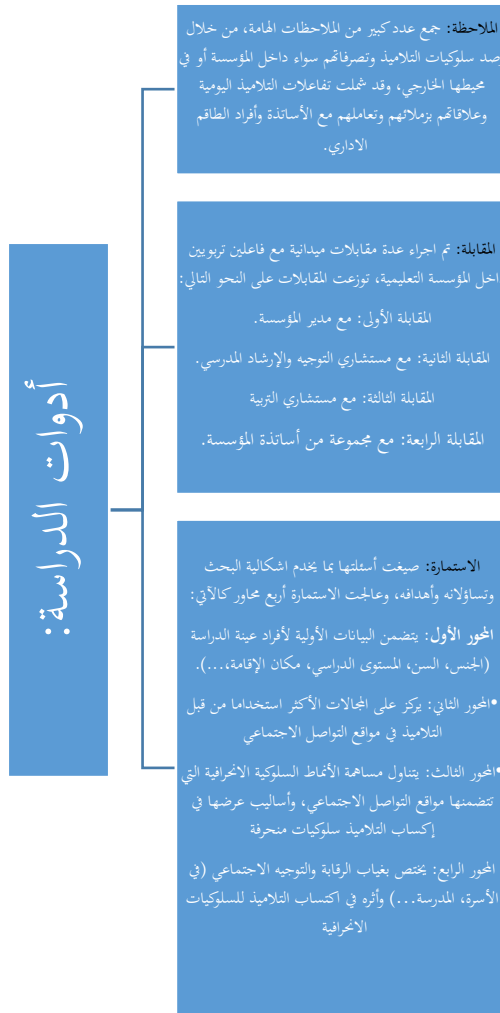 أدوات الدراسة:
الملاحظة: جمع عدد كبير من الملاحظات الهامة، من خلال
صد سلوكيات التلاميذ وتصرفاتهم سواء داخل المؤسسة أو في
محيطها الخارجي، وقد شملت تفاعلات التلاميذ اليومية
وعلاقاتهم بزملائهم وتعاملهم مع الأساتذة وأفراد الطاقم
الاداري.
المقابلة: تم اجراء عدة مقابلات ميدانية مع فاعلين تربويين
اخل المؤسسة التعليمية، توزعت المقابلات على النحو التالي:
المقابلة الأولى: مع مدير المؤسسة.
المقابلة الثانية: مع مستشاري التوجيه والإرشاد المدرسي.
المقابلة الثالثة: مع مستشاري التربية
المقابلة الرابعة: مع مجموعة من أساتذة المؤسسة.
الاستمارة: صيغت أسئلتها بما يخدم اشكالية البحث
وتساؤلاته وأهدافه، وعالجت الاستمارة أربع محاور كالآتي:
المحور الأول: يتضمن البيانات الأولية لأفراد عينة الدراسة
(الجنس، السن، المستوى الدراسي، مكان الإقامة،...).
•المحور الثاني: يركز على المجالات الأكثر استخداما من قبل
التلاميذ في مواقع التواصل الاجتماعي
•المحور الثالث: يتناول مساهمة الأنماط السلوكية الانحرافية التي
تتضمنها مواقع التواصل الاجتماعي، وأساليب عرضها في
إكساب التلاميذ سلوكيات منحرفة
المحور الرابع: يختص بغياب الرقابة والتوجيه الاجتماعي (في
الأسرة، المدرسة...) وأثره في اكتساب التلاميذ للسلوكيات
الانحرافية